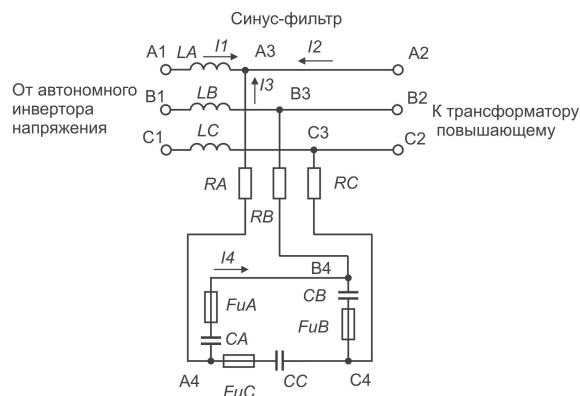 Синус-фильтр
A1 LA I1 A3 I2 A2
I3
От автономного
инвертора
напряжения
B1 LB B3 B2
К трансформатору
повышающему
C1 LC C3 C2
RA RB RC
I4 B4
FuA CB
CA FuB
A4 FuC CC C4